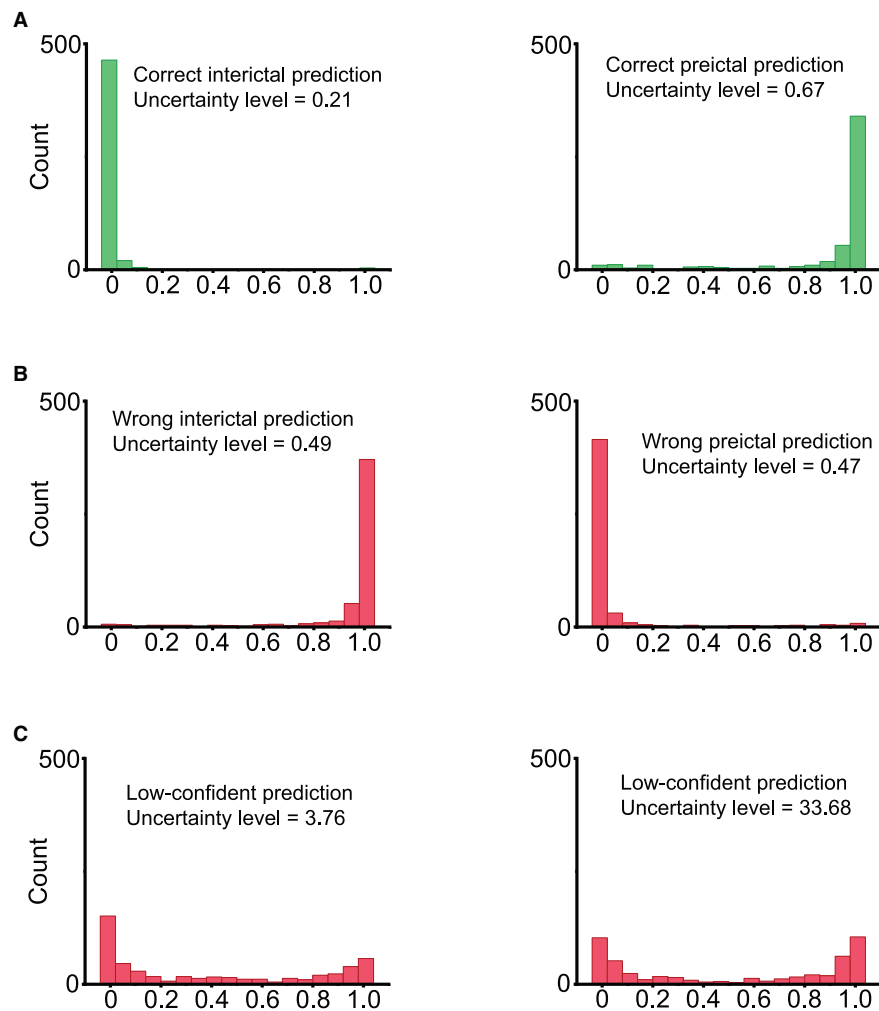 A
500
Correct interictal prediction
Uncertainty level = 0.21
Count
0
0 0.2 0.4 0.6 0.8 1.0
500
Correct preictal prediction
Uncertainty level = 0.67
0
0 0.2 0.4 0.6 0.8 1.0
B
500
Wrong interictal prediction
Uncertainty level = 0.49
Count
0
0 0.2 0.4 0.6 0.8 1.0
500
Wrong preictal prediction
Uncertainty level = 0.47
0
0 0.2 0.4 0.6 0.8 1.0
C
500
Low-confident prediction
Uncertainty level = 3.76
Count
0
0 0.2 0.4 0.6 0.8 1.0
500
Low-confident prediction
Uncertainty level = 33.68
0
0 0.2 0.4 0.6 0.8 1.0